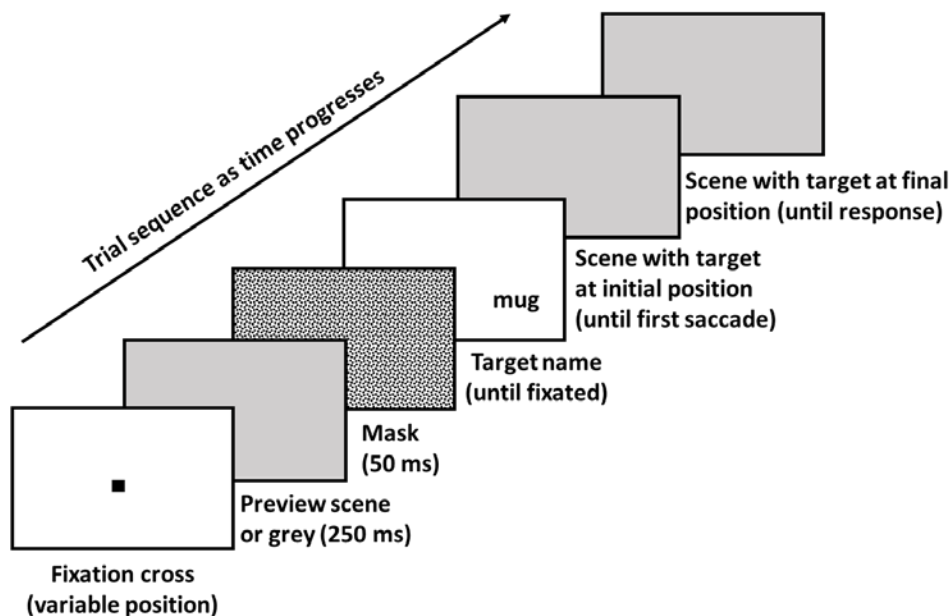 Trial sequence as time progresses
Fixation cross
(variable position)
Preview scene
or grey (250 ms)
Mask
(50 ms)
mug
Target name
(until fixated)
Scene with target
at initial position
(until first saccade)
Scene with target at final
position (until response)